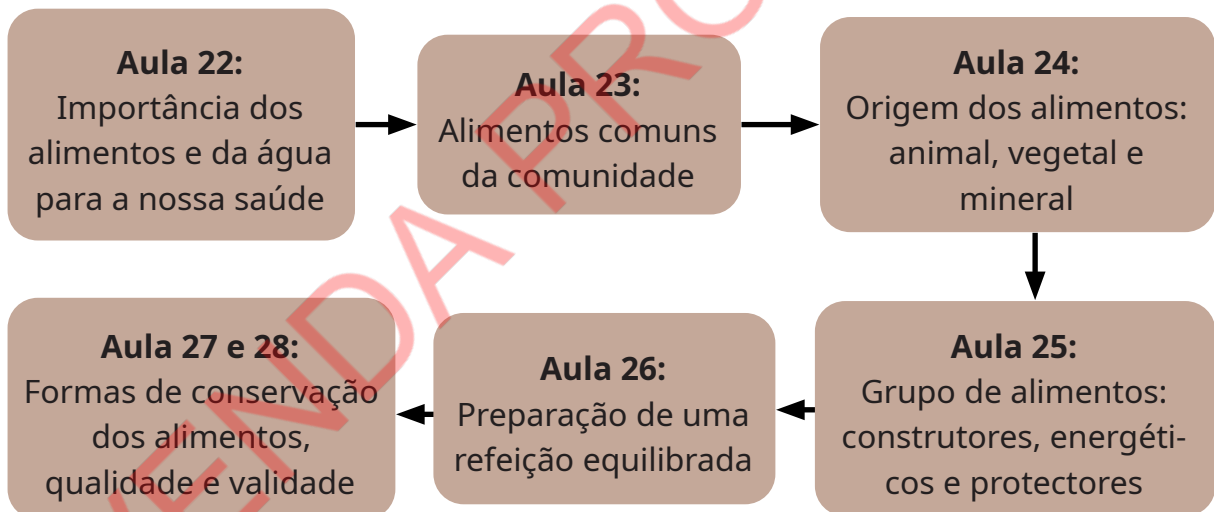 Aula 22:
Importância dos
alimentos e da água
para a nossa saúde
Aula 23:
Alimentos comuns
da comunidade
Aula 24:
Origem dos alimentos:
animal, vegetal e
mineral
Aula 25:
Grupo de alimentos:
construtores, energéti-
cos e protectores
Aula 26:
Preparação de uma
refeição equilibrada
Aula 27 e 28:
Formas de conservação
dos alimentos,
qualidade e validade
VENDA